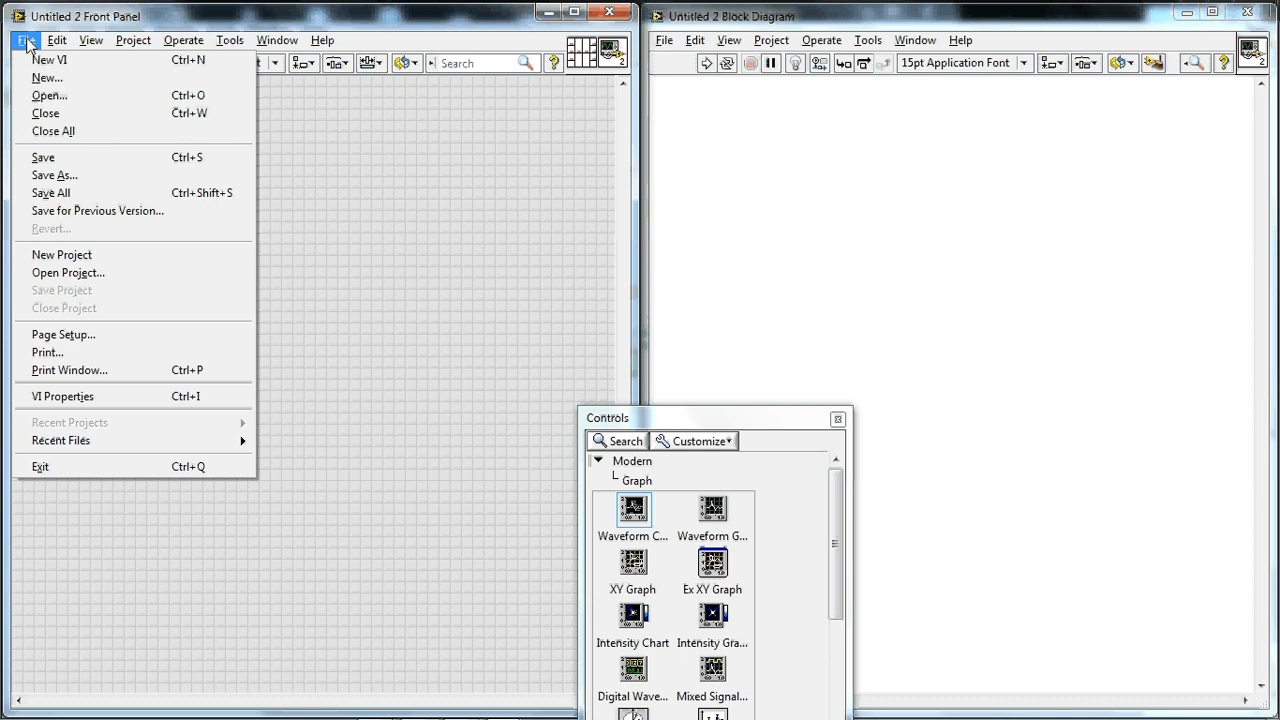 Untitled 2 Front Panel
File Edit View Project Operate Tools Window Help
Search
New VI Ctrl+N
New...
Open... Ctrl+O
Close Ctrl+W
Close All
Save Ctrl+S
Save As...
Save All Ctrl+Shift+S
Save for Previous Version...
Revert...
New Project
Open Project...
Save Project
Close Project
Page Setup...
Print...
Print Window... Ctrl+P
VI Properties Ctrl+I
Recent Projects
Recent Files
Exit Ctrl+Q
Untitled 2 Block Diagram
File Edit View Project Operate Tools Window Help
15pt Application Font
Controls
Search Customize
Modern
Graph
Waveform C... Waveform G...
XY Graph Ex XY Graph
Intensity Chart Intensity Gra...
Digital Wave... Mixed Signal...